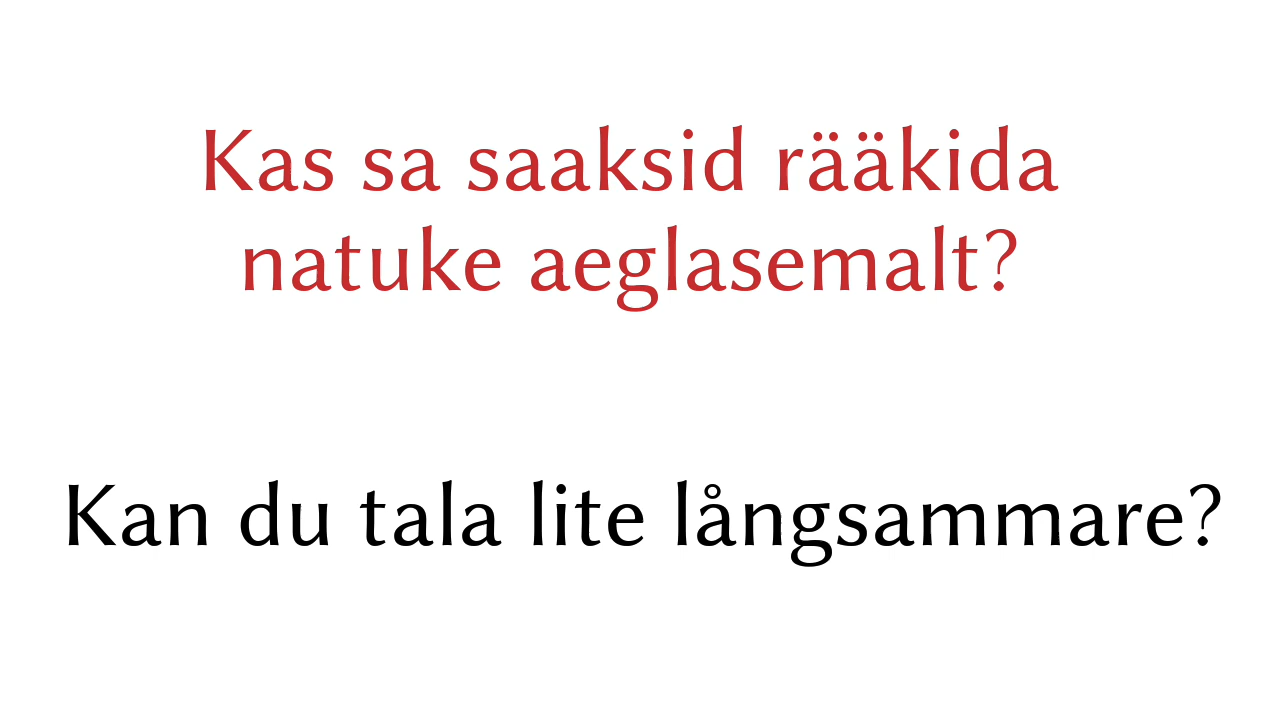 Kas sa saaksid rääkida
natuke aeglasemalt?
Kan du tala lite långsammare?